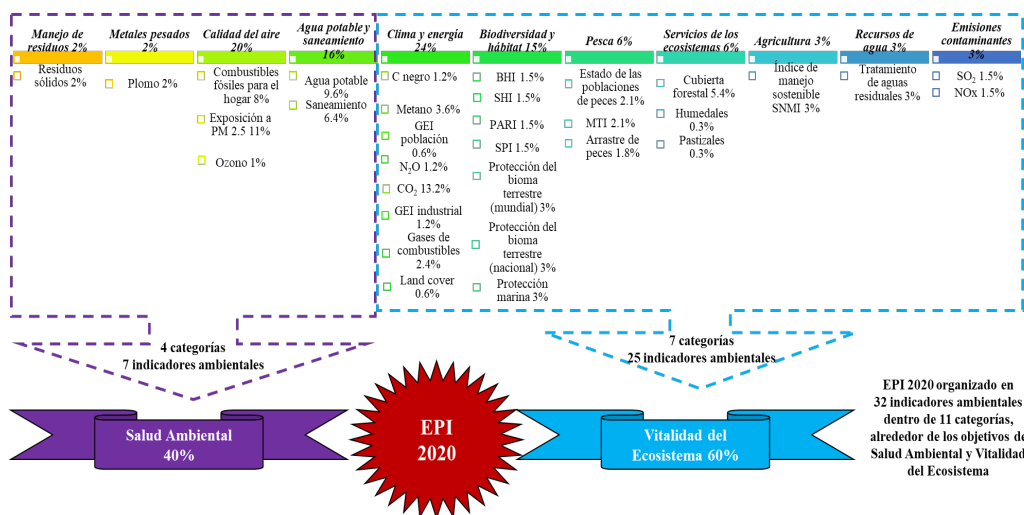 Manejo de
residuos 2%
Residuos
sólidos 2%
Metales pesados
2%
Plomo 2%
Calidad del aire
20%
Combustibles
fósiles para el
hogar 8%
Exposición a
PM 2.5 11%
Ozono 1%
Agua potable y
saneamiento
16%
Agua potable
9.6%
Saneamiento
6.4%
Clima y energía
24%
C negro 1.2%
Metano 3.6%
GEI
población
0.6%
N₂O 1.2%
CO₂ 13.2%
GEI industrial
1.2%
Gases de
combustibles
2.4%
Land cover
0.6%
Biodiversidad y
hábitat 15%
BHI 1.5%
SHI 1.5%
PARI 1.5%
SPI 1.5%
Protección del
bioma
terrestre
(mundial) 3%
Protección del
bioma
terrestre
(nacional) 3%
Protección
marina 3%
Pesca 6%
Estado de las
poblaciones
de peces 2.1%
MTI 2.1%
Arrastre de
peces 1.8%
Servicios de los
ecosistemas 6%
Cubierta
forestal 5.4%
Humedales
0.3%
Pastizales
0.3%
Agricultura 3%
Índice de
manejo
sostenible
SNMI 3%
Recursos de
agua 3%
Tratamiento
de aguas
residuales 3%
Emisiones
contaminantes
3%
SO₂ 1.5%
NOx 1.5%
4 categorías
7 indicadores ambientales
7 categorías
25 indicadores ambientales
Salud Ambiental
40%
EPI
2020
Vitalidad del
Ecosistema 60%
EPI 2020 organizado en
32 indicadores ambientales
dentro de 11 categorías,
alrededor de los objetivos de
Salud Ambiental y Vitalidad
del Ecosistema